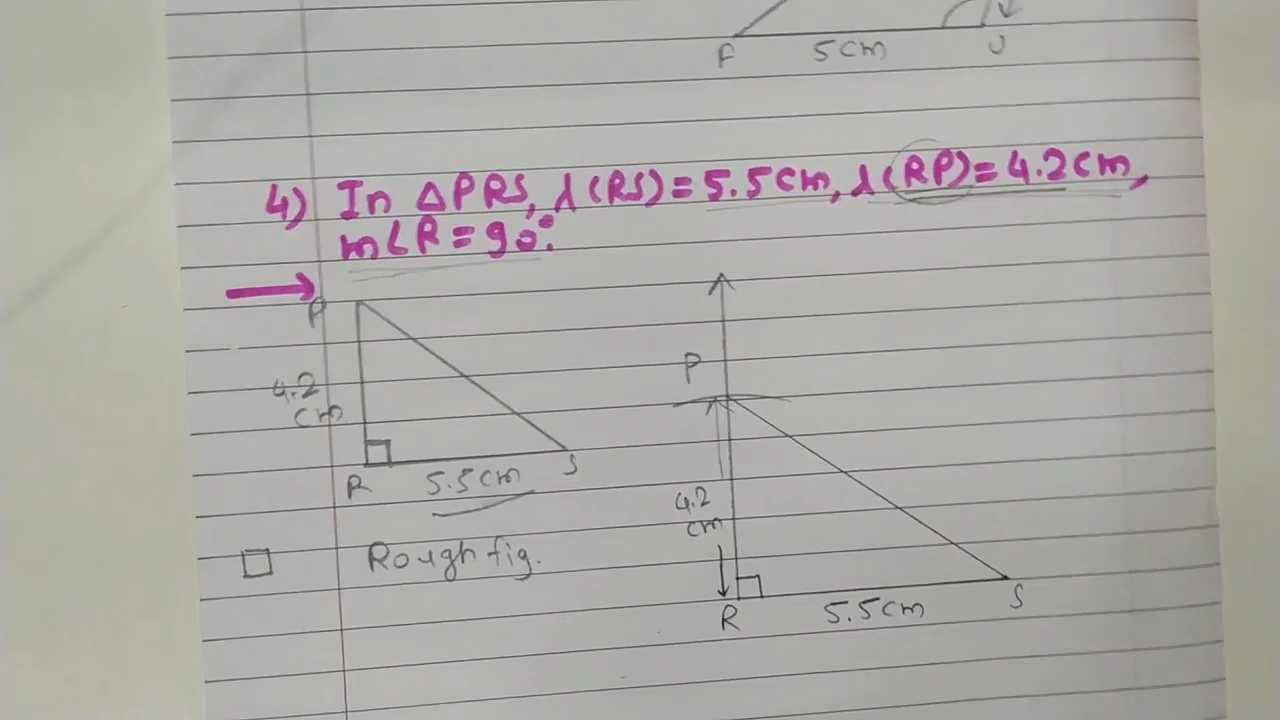 F 5cm U
4) In △PRS, l(RS)=5.5cm, l(RP)=4.2cm,
m∠R=90°.
P
4.2
cm
R 5.5cm S
Rough fig.
P
4.2
cm
R 5.5cm S